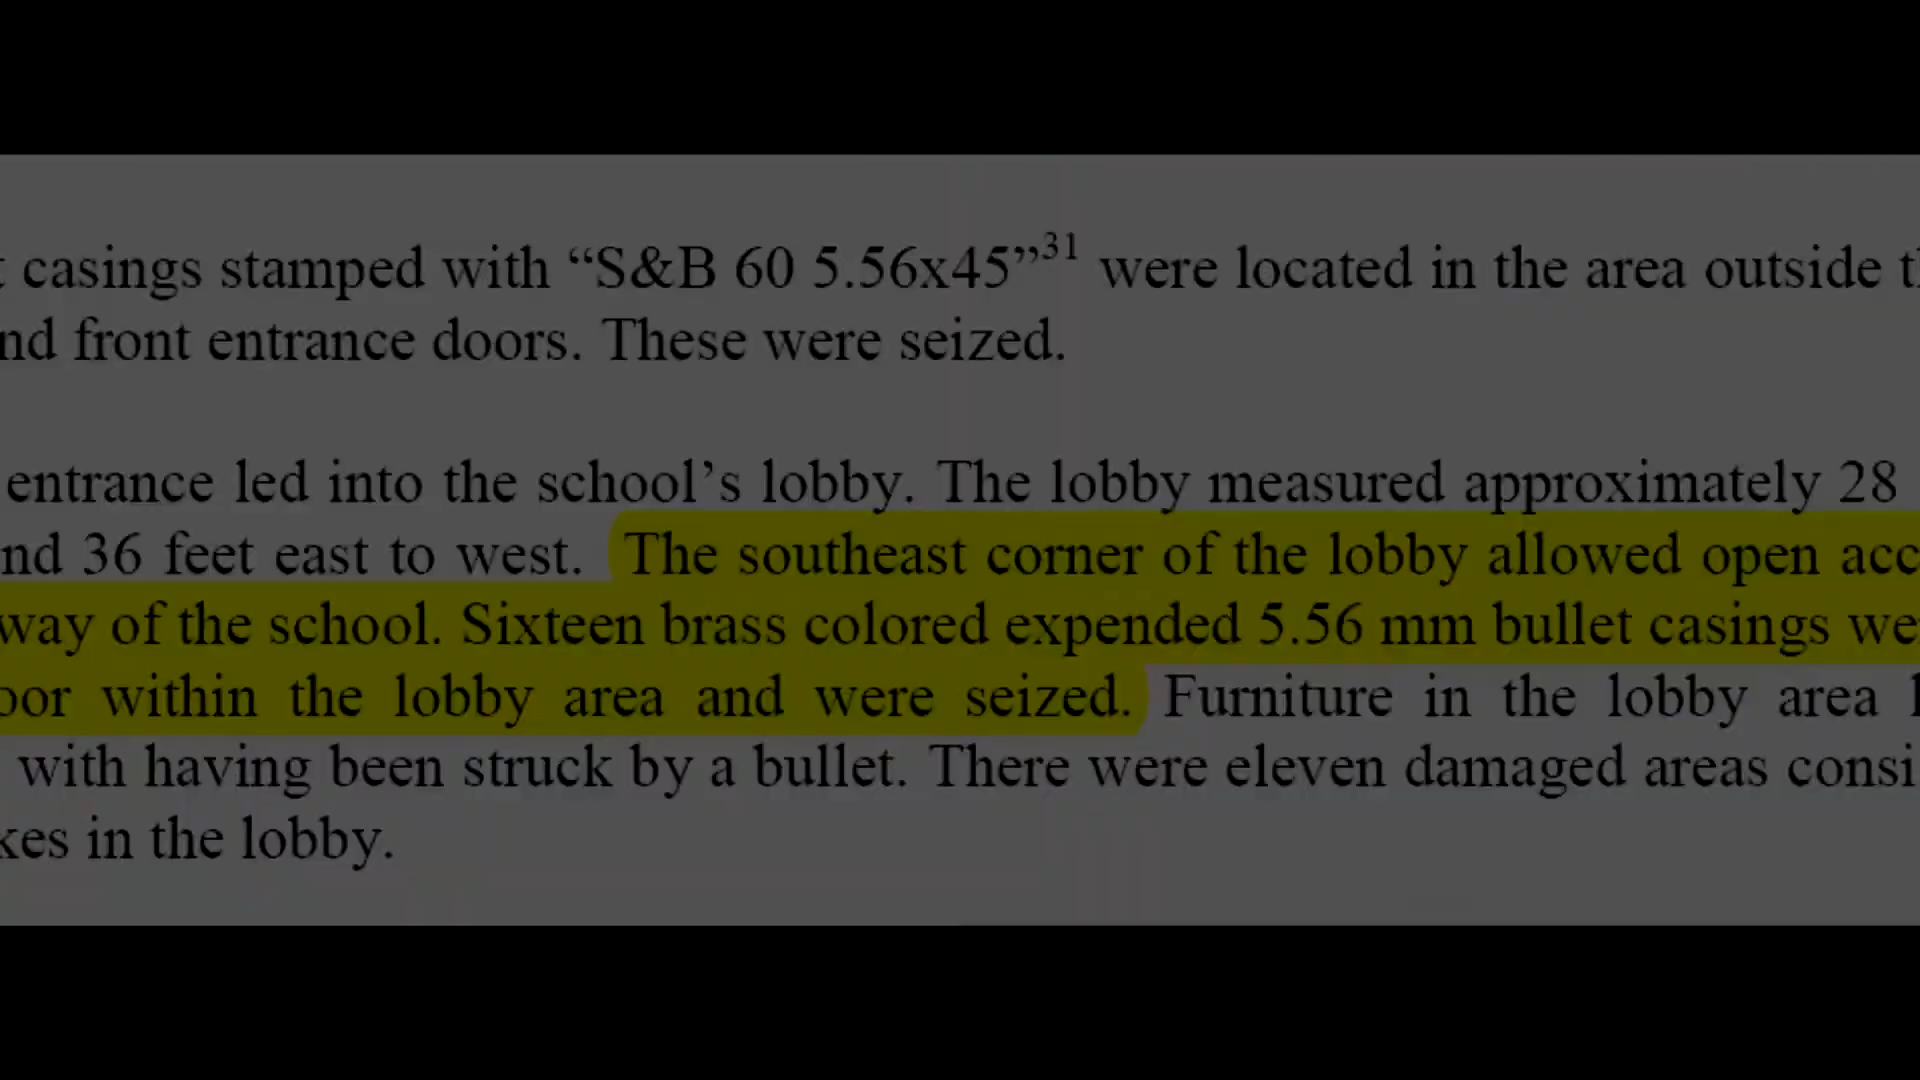 casings stamped with “S&B 60 5.56x45”31 were located in the area outside
nd front entrance doors. These were seized.
entrance led into the school’s lobby. The lobby measured approximately 28
nd 36 feet east to west. The southeast corner of the lobby allowed open acc
way of the school. Sixteen brass colored expended 5.56 mm bullet casings we
oor within the lobby area and were seized. Furniture in the lobby area
with having been struck by a bullet. There were eleven damaged areas consi
kes in the lobby.